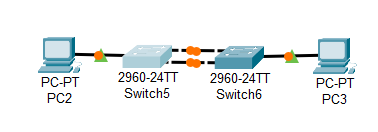 PC-PT
PC2
2960-24TT
Switch5
2960-24TT
Switch6
PC-PT
PC3